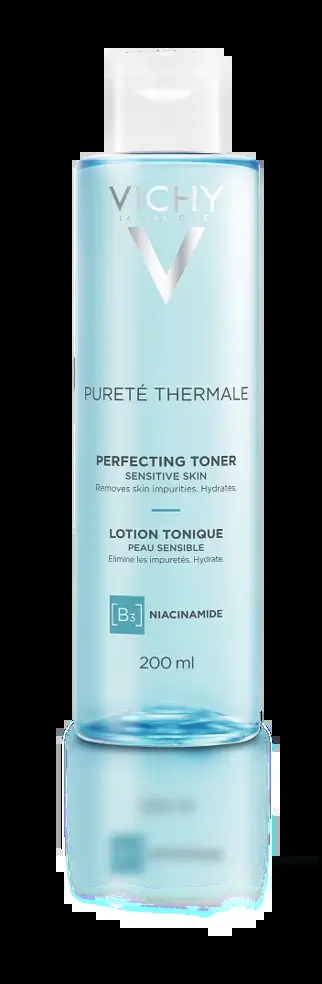 VICHY
LABORATOIRES
V
PURETÉ THERMALE
PERFECTING TONER
SENSITIVE SKIN
Removes skin impurities. Hydrates.
LOTION TONIQUE
PEAU SENSIBLE
Elimine les impuretés. Hydrate.
[B3] NIACINAMIDE
200 ml